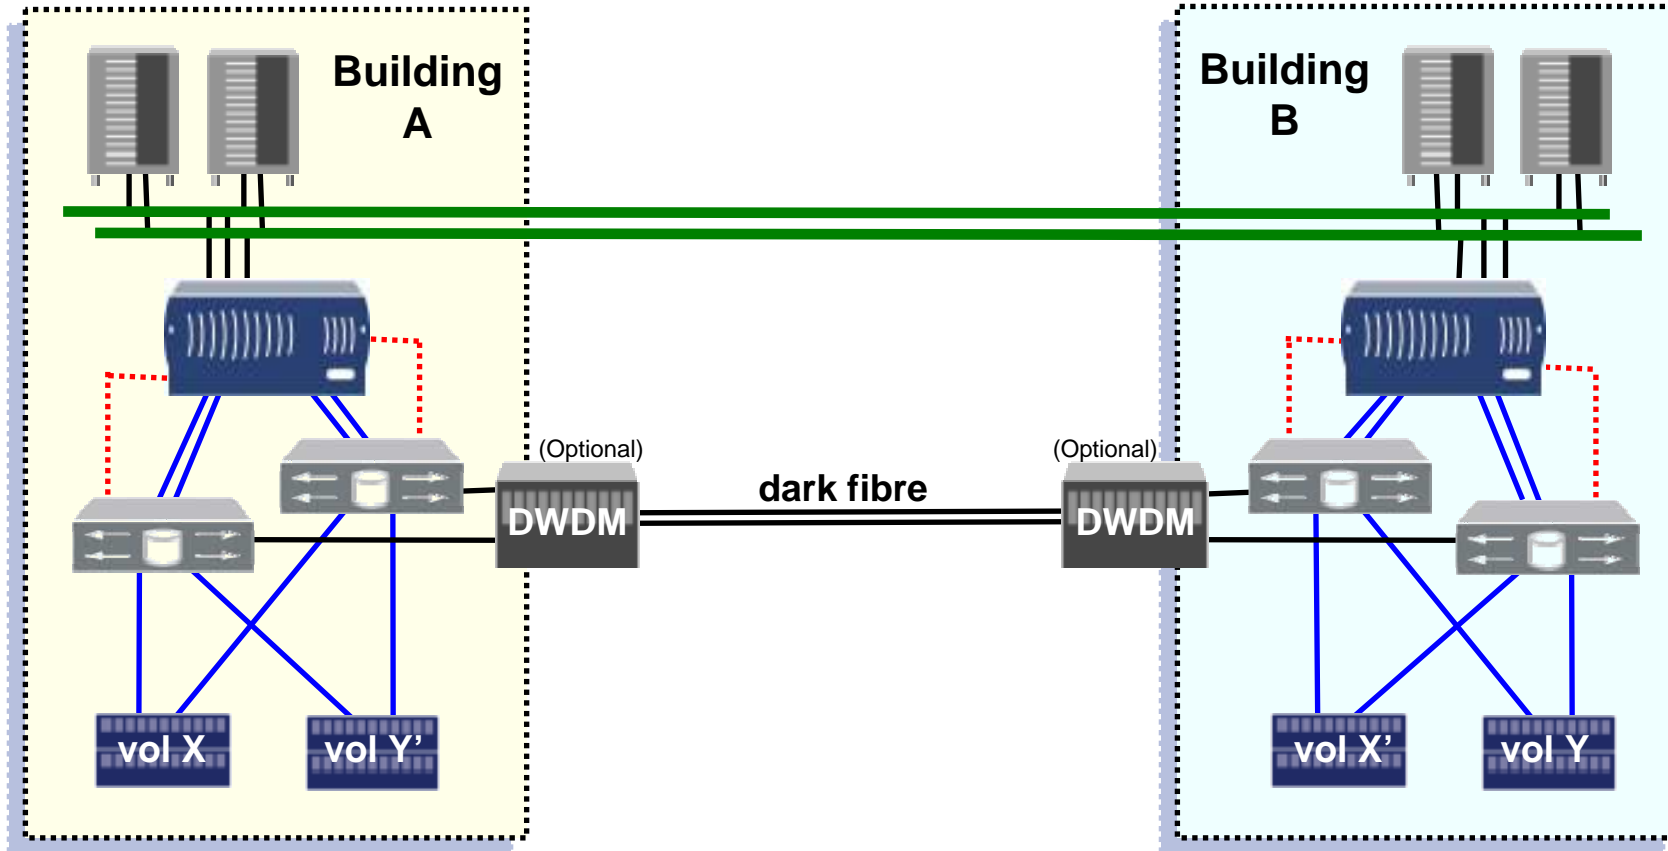 Building
A
Building
B
(Optional)
(Optional)
dark fibre
DWDM
DWDM
vol X
vol Y’
vol X’
vol Y